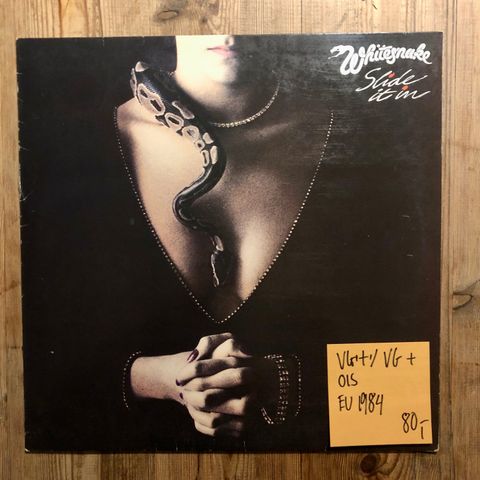 Whitesnake
Slide
it in
VG++/ VG +
OIS
EU 1984
80,-